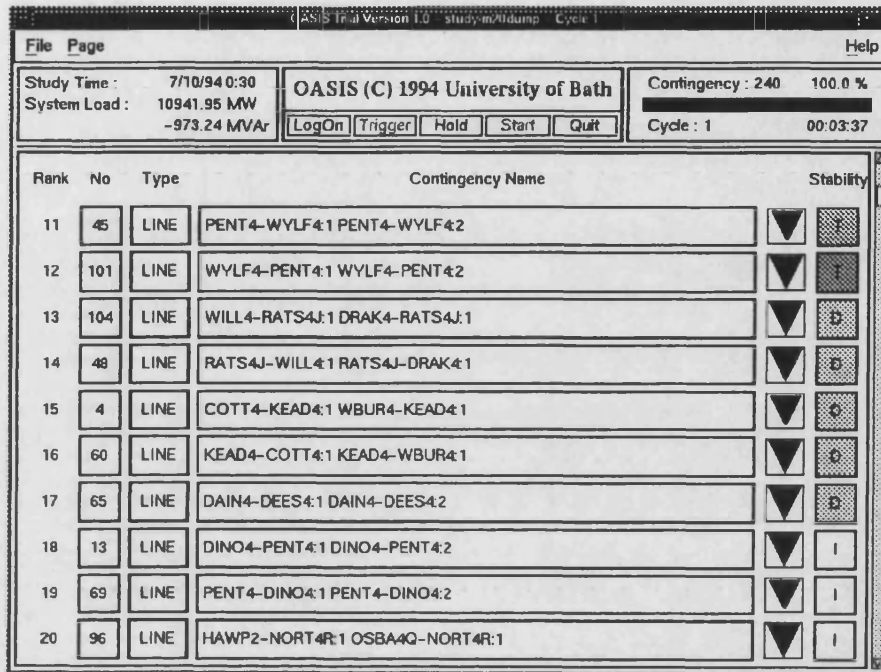 OASIS Trial Version 1.0 - study-m20dump Cycle 1
File Page Help
Study Time : 7/10/94 0:30
System Load : 10941.95 MW
-973.24 MVAr
OASIS (C) 1994 University of Bath
LogOn Trigger Hold Start Quit
Contingency : 240 100.0 %
Cycle : 1 00:03:37
Rank No Type Contingency Name Stability
11 45 LINE PENT4-WYLF4:1 PENT4-WYLF4:2
12 101 LINE WYLF4-PENT4:1 WYLF4-PENT4:2
13 104 LINE WILL4-RATS4J:1 DRAK4-RATS4J:1 D
14 48 LINE RATS4J-WILL4:1 RATS4J-DRAK4:1 D
15 4 LINE COTT4-KEAD4:1 WBUR4-KEAD4:1
16 60 LINE KEAD4-COTT4:1 KEAD4-WBUR4:1
17 65 LINE DAIN4-DEES4:1 DAIN4-DEES4:2 D
18 13 LINE DINO4-PENT4:1 DINO4-PENT4:2 I
19 69 LINE PENT4-DINO4:1 PENT4-DINO4:2 I
20 96 LINE HAWP2-NORT4R:1 OSBA4Q-NORT4R:1 I